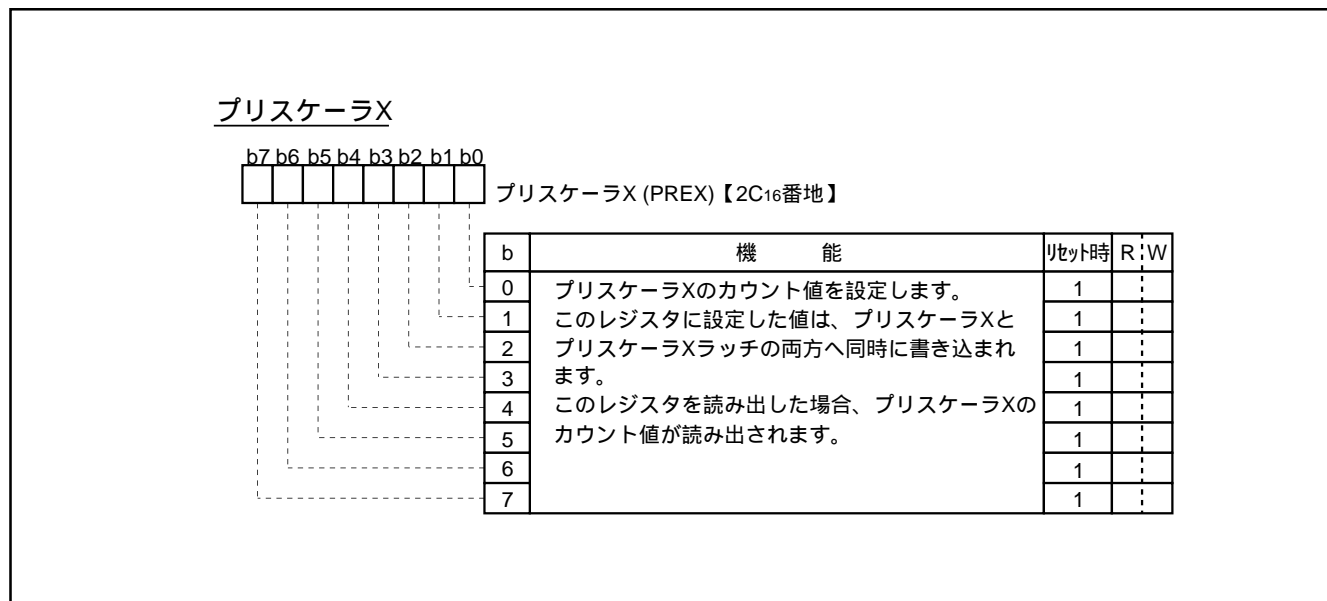 プリスケーラX
b7 b6 b5 b4 b3 b2 b1 b0
プリスケーラX (PREX)【2C16番地】
b 機 能 リセット時 R W
0 プリスケーラXのカウント値を設定します。 1
1 このレジスタに設定した値は、プリスケーラXと 1
2 プリスケーラXラッチの両方へ同時に書き込まれ 1
3 ます。 1
4 このレジスタを読み出した場合、プリスケーラXの 1
5 カウント値が読み出されます。 1
6 1
7 1